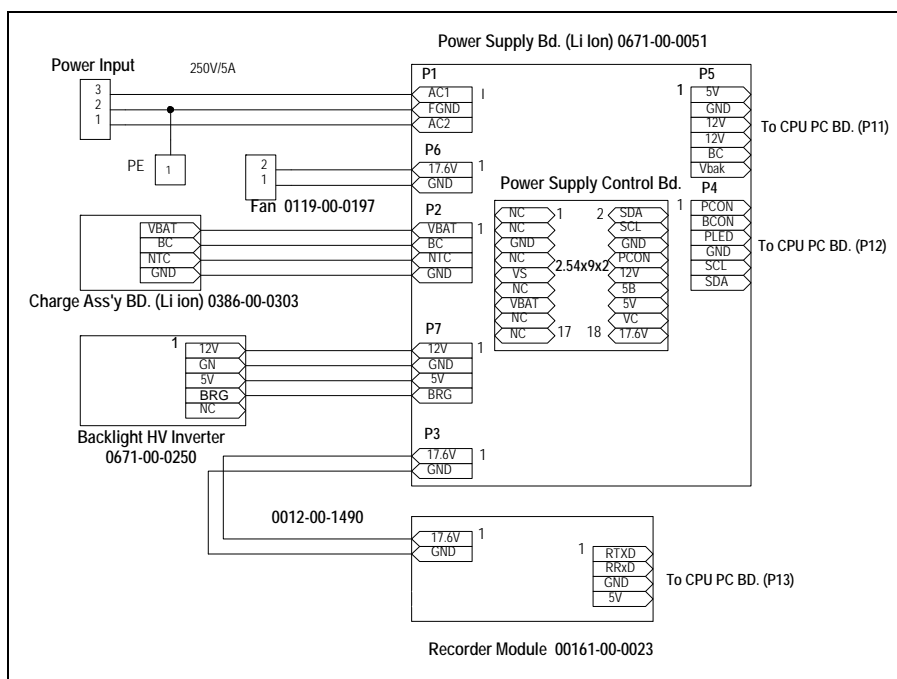 Power Supply Bd. (Li Ion) 0671-00-0051
Power Input
250V/5A
3
2
1
PE
1
P1
AC1 I
FGND
AC2
P6
17.6V 1
GND
2
1
Fan 0119-00-0197
P2
VBAT 1
BC
NTC
GND
VBAT
BC
NTC
GND
Charge Ass'y BD. (Li ion) 0386-00-0303
P7
12V 1
GND
5V
BRG
1 12V
GN
5V
BRG
NC
Backlight HV Inverter
0671-00-0250
P3
17.6V 1
GND
0012-00-1490
Power Supply Control Bd.
NC 1 2 SDA
NC SCL
GND GND
NC PCON
2.54x9x2
VS 12V
NC 5B
VBAT 5V
NC VC
NC 17 18 17.6V
P5
1 5V
GND
12V
12V
BC
Vbak
To CPU PC BD. (P11)
P4
1 PCON
BCON
PLED
GND
SCL
SDA
To CPU PC BD. (P12)
17.6V 1
GND
1 RTXD
RRxD
GND
5V
To CPU PC BD. (P13)
Recorder Module 00161-00-0023